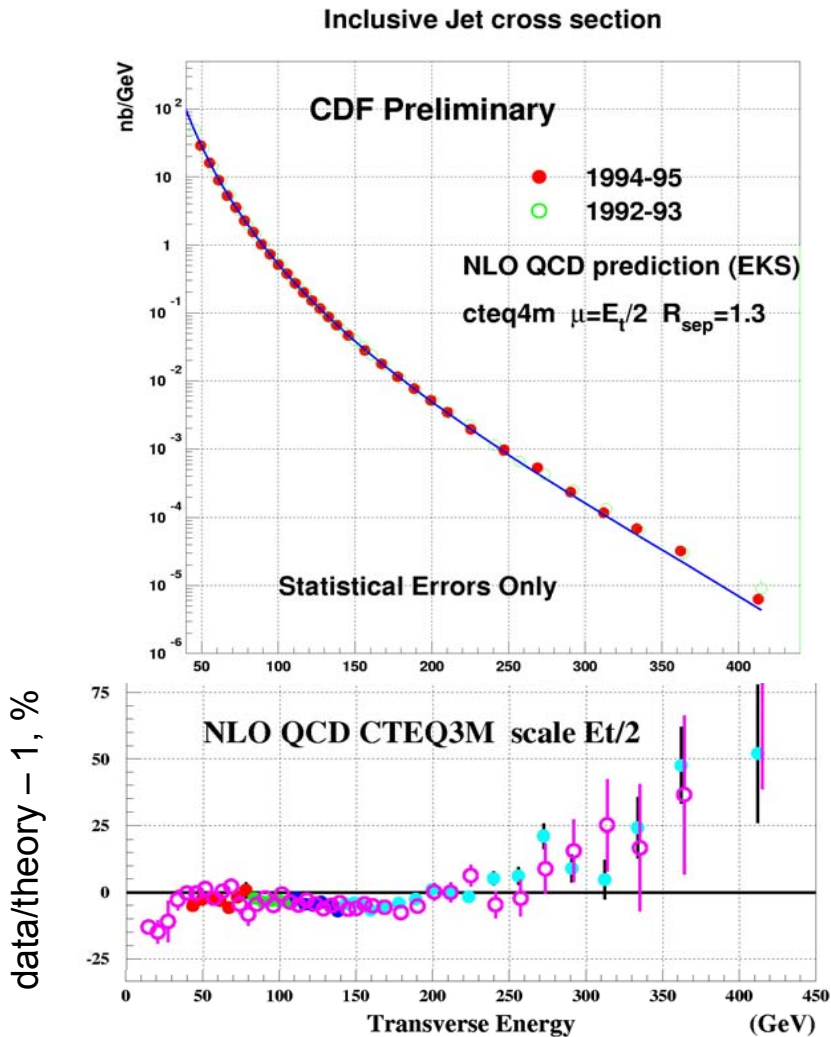 Inclusive Jet cross section
nb/GeV
CDF Preliminary
1994-95
1992-93
NLO QCD prediction (EKS)
cteq4m μ=E_t/2 R_sep=1.3
Statistical Errors Only
10^2
10
1
10^-1
10^-2
10^-3
10^-4
10^-5
10^-6
50 100 150 200 250 300 350 400
GeV
data/theory – 1, %
NLO QCD CTEQ3M scale Et/2
75
50
25
0
-25
0 50 100 150 200 250 300 350 400 450
Transverse Energy (GeV)